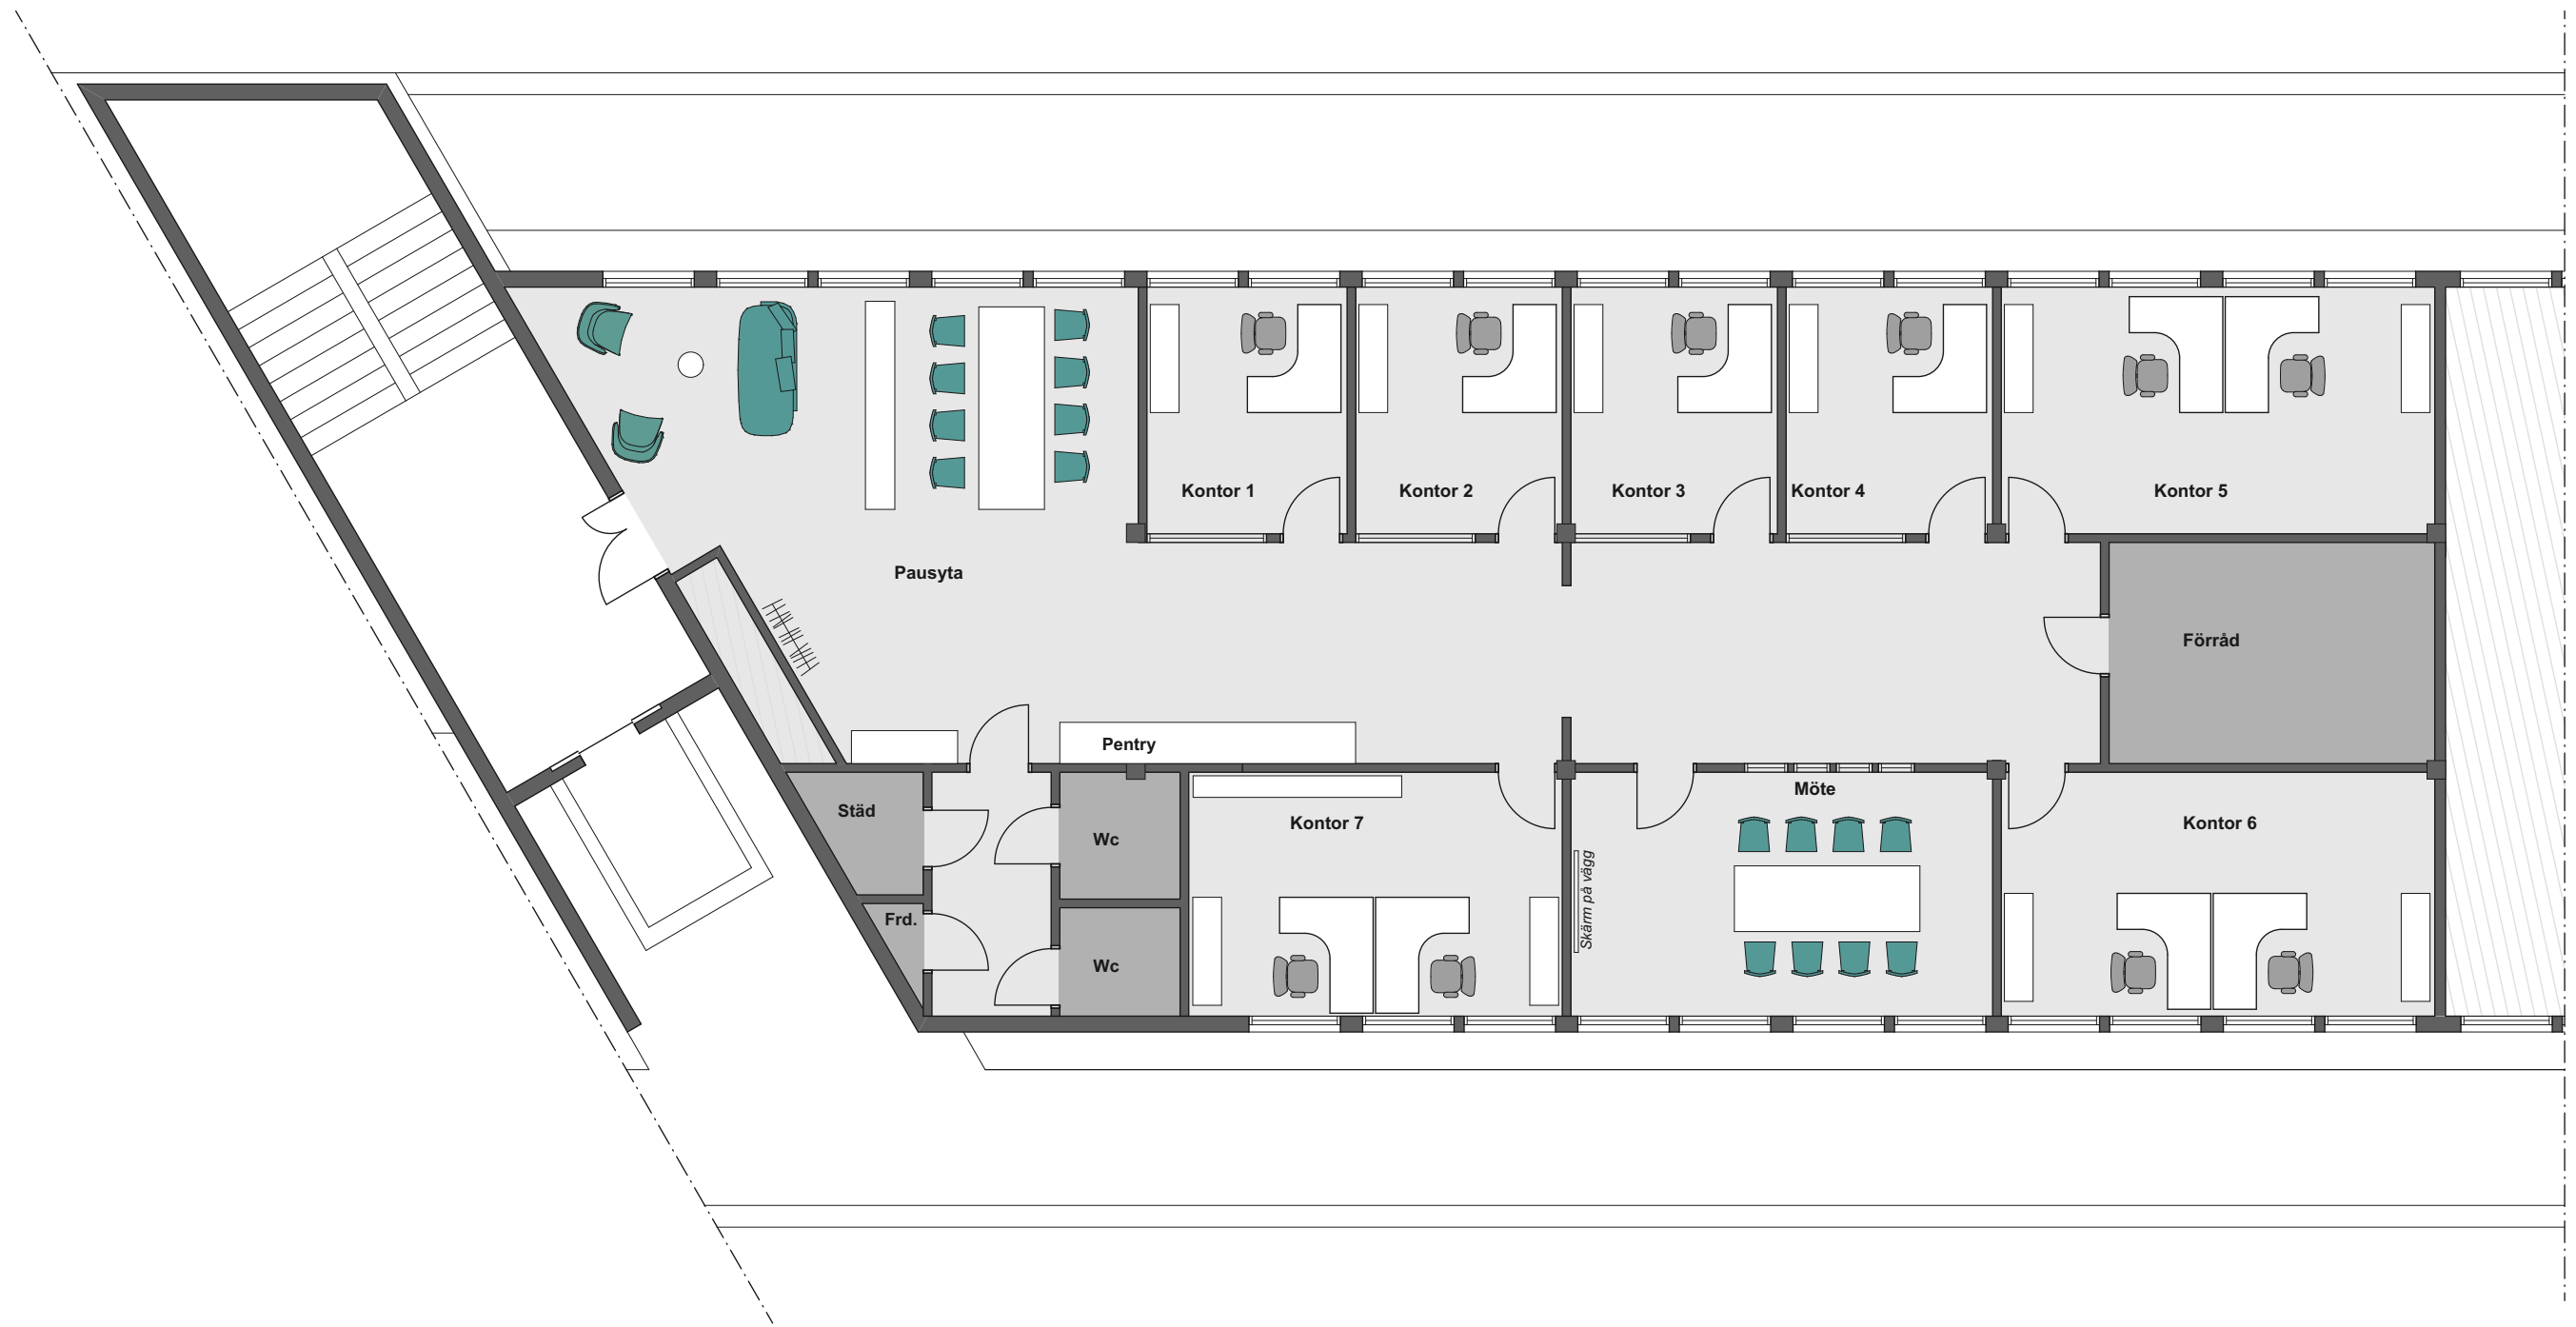 Kontor 1
Kontor 2
Kontor 3
Kontor 4
Kontor 5
Pausyta
Förråd
Pentry
Möte
Städ
Wc
Kontor 7
Kontor 6
Skärm på vägg
Frd.
Wc